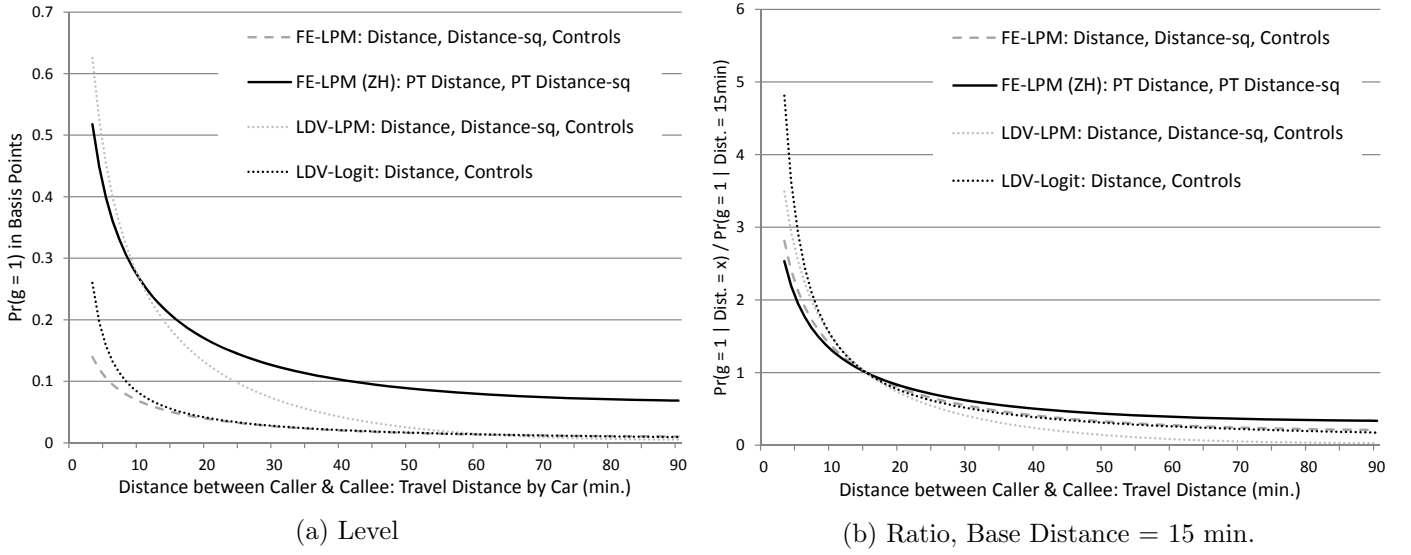 0.7
0.6
0.5
0.4
0.3
0.2
0.1
0
Pr(g = 1) in Basis Points
FE-LPM: Distance, Distance-sq, Controls
FE-LPM (ZH): PT Distance, PT Distance-sq
LDV-LPM: Distance, Distance-sq, Controls
LDV-Logit: Distance, Controls
0 10 20 30 40 50 60 70 80 90
Distance between Caller & Callee: Travel Distance by Car (min.)
(a) Level
6
5
4
3
2
1
0
Pr(g = 1 | Dist. = x) / Pr(g = 1 | Dist. = 15min)
FE-LPM: Distance, Distance-sq, Controls
FE-LPM (ZH): PT Distance, PT Distance-sq
LDV-LPM: Distance, Distance-sq, Controls
LDV-Logit: Distance, Controls
0 10 20 30 40 50 60 70 80 90
Distance between Caller & Callee: Travel Distance (min.)
(b) Ratio, Base Distance = 15 min.